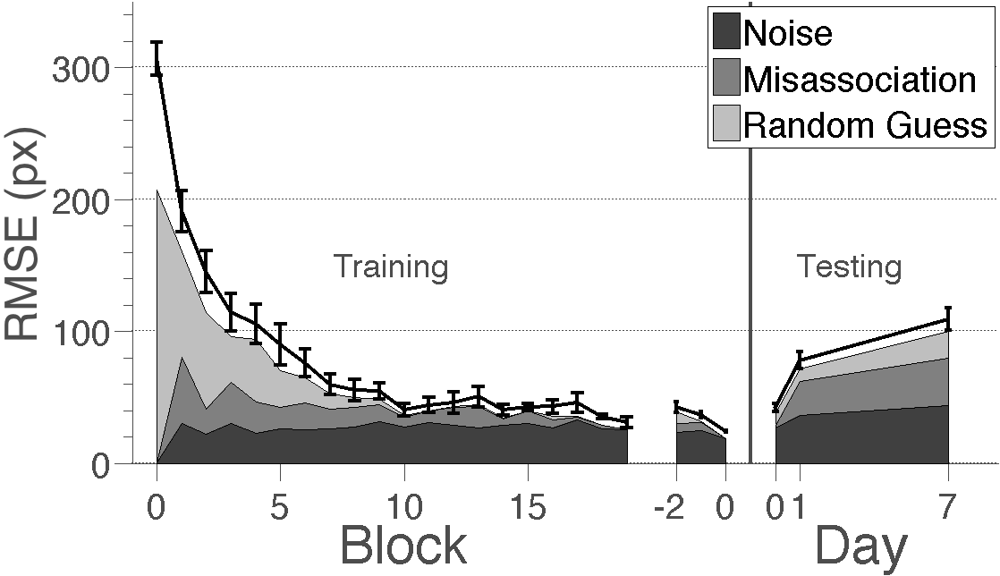 RMSE (px)
300
200
100
0
Noise
Misassociation
Random Guess
Training
Testing
0 5 10 15 -2 0 0 1 7
Block Day